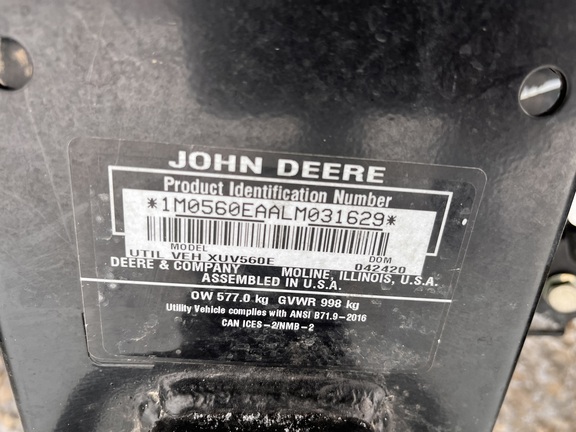 JOHN DEERE
Product Identification Number
*1M0560EAALM031629*
MODEL DOM
UTIL VEH XUV560E 042420
DEERE & COMPANY MOLINE, ILLINOIS, U.S.A.
ASSEMBLED IN U.S.A.
OW 577.0 kg GVWR 998 kg
Utility Vehicle complies with ANSI B71.9-2016
CAN ICES-2/NMB-2